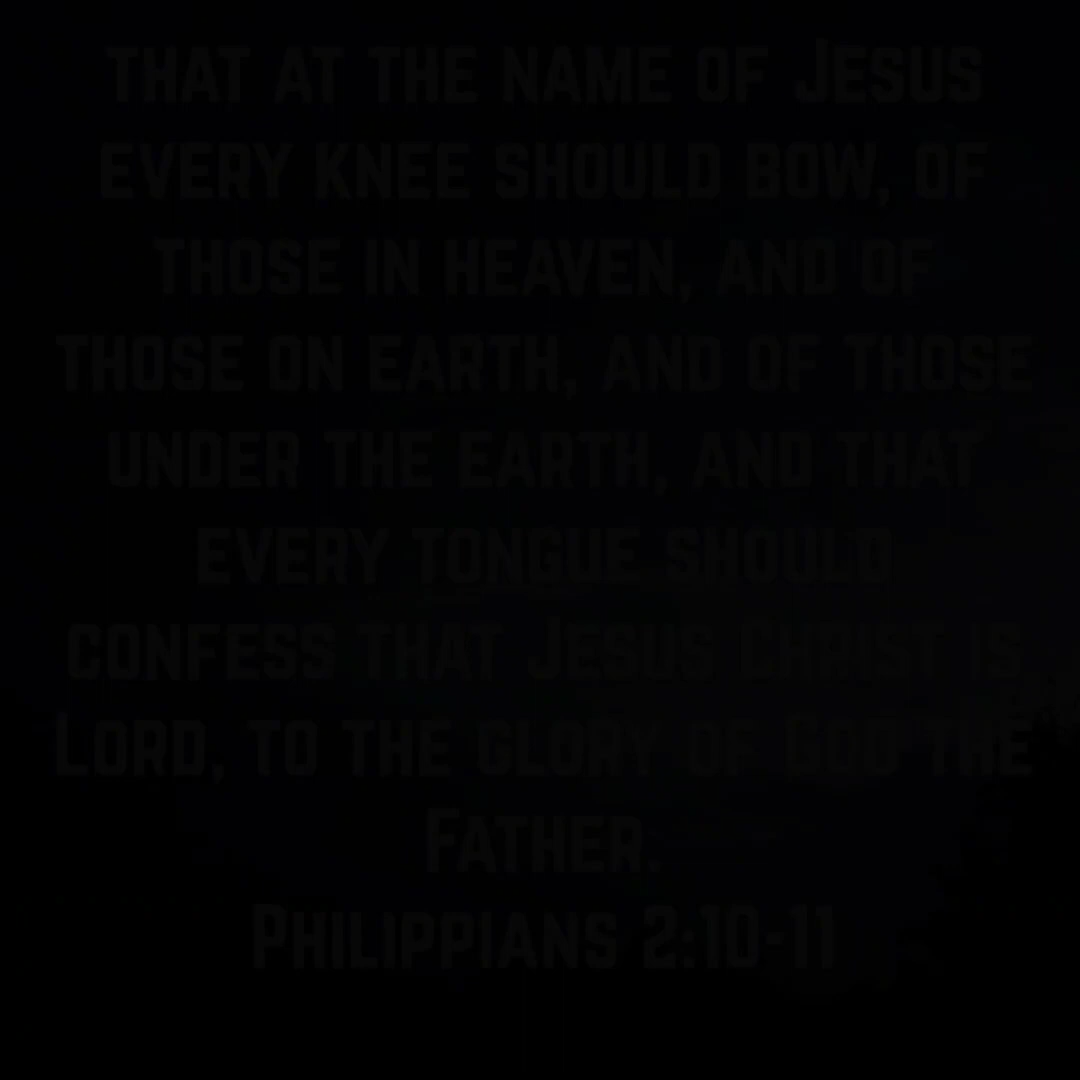 THAT AT THE NAME OF JESUS
EVERY KNEE SHOULD BOW, OF
THOSE IN HEAVEN, AND OF
THOSE ON EARTH, AND OF THOSE
UNDER THE EARTH, AND THAT
EVERY TONGUE SHOULD
CONFESS THAT JESUS CHRIST IS
LORD, TO THE GLORY OF GOD THE
FATHER.
PHILIPPIANS 2:10-11